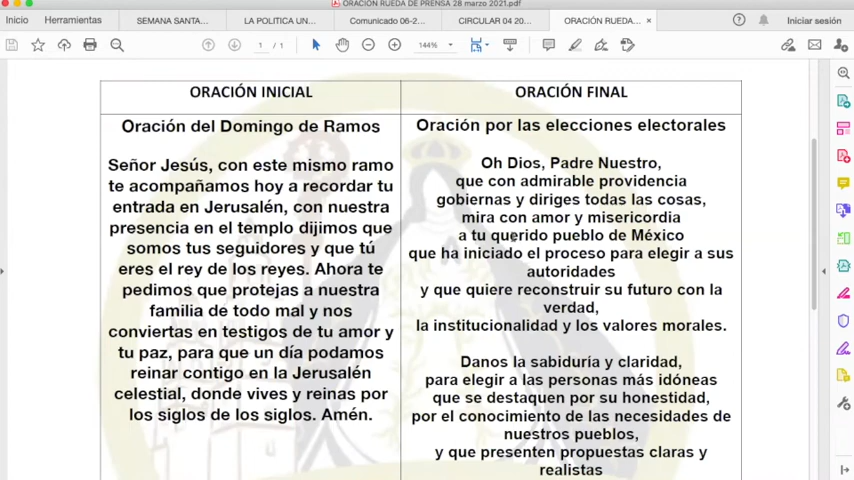 ORACIÓN RUEDA DE PRENSA 28 marzo 2021.pdf
SEMANA SANTA...
LA POLITICA UN...
Comunicado 06-2...
CIRCULAR 04 20...
ORACIÓN RUEDA...
Inicio
Herramientas
Iniciar sesión
1 / 1
144%
ORACIÓN INICIAL
Oración del Domingo de Ramos
Señor Jesús, con este mismo ramo
te acompañamos hoy a recordar tu
entrada en Jerusalén, con nuestra
presencia en el templo dijimos que
somos tus seguidores y que tú
eres el rey de los reyes. Ahora te
pedimos que protejas a nuestra
familia de todo mal y nos
conviertas en testigos de tu amor y
tu paz, para que un día podamos
reinar contigo en la Jerusalén
celestial, donde vives y reinas por
los siglos de los siglos. Amén.
ORACIÓN FINAL
Oración por las elecciones electorales
Oh Dios, Padre Nuestro,
que con admirable providencia
gobiernas y diriges todas las cosas,
mira con amor y misericordia
a tu querido pueblo de México
que ha iniciado el proceso para elegir a sus
autoridades
y que quiere reconstruir su futuro con la
verdad,
la institucionalidad y los valores morales.
Danos la sabiduría y claridad,
para elegir a las personas más idóneas
que se destaquen por su honestidad,
por el conocimiento de las necesidades de
nuestros pueblos,
y que presenten propuestas claras y
realistas